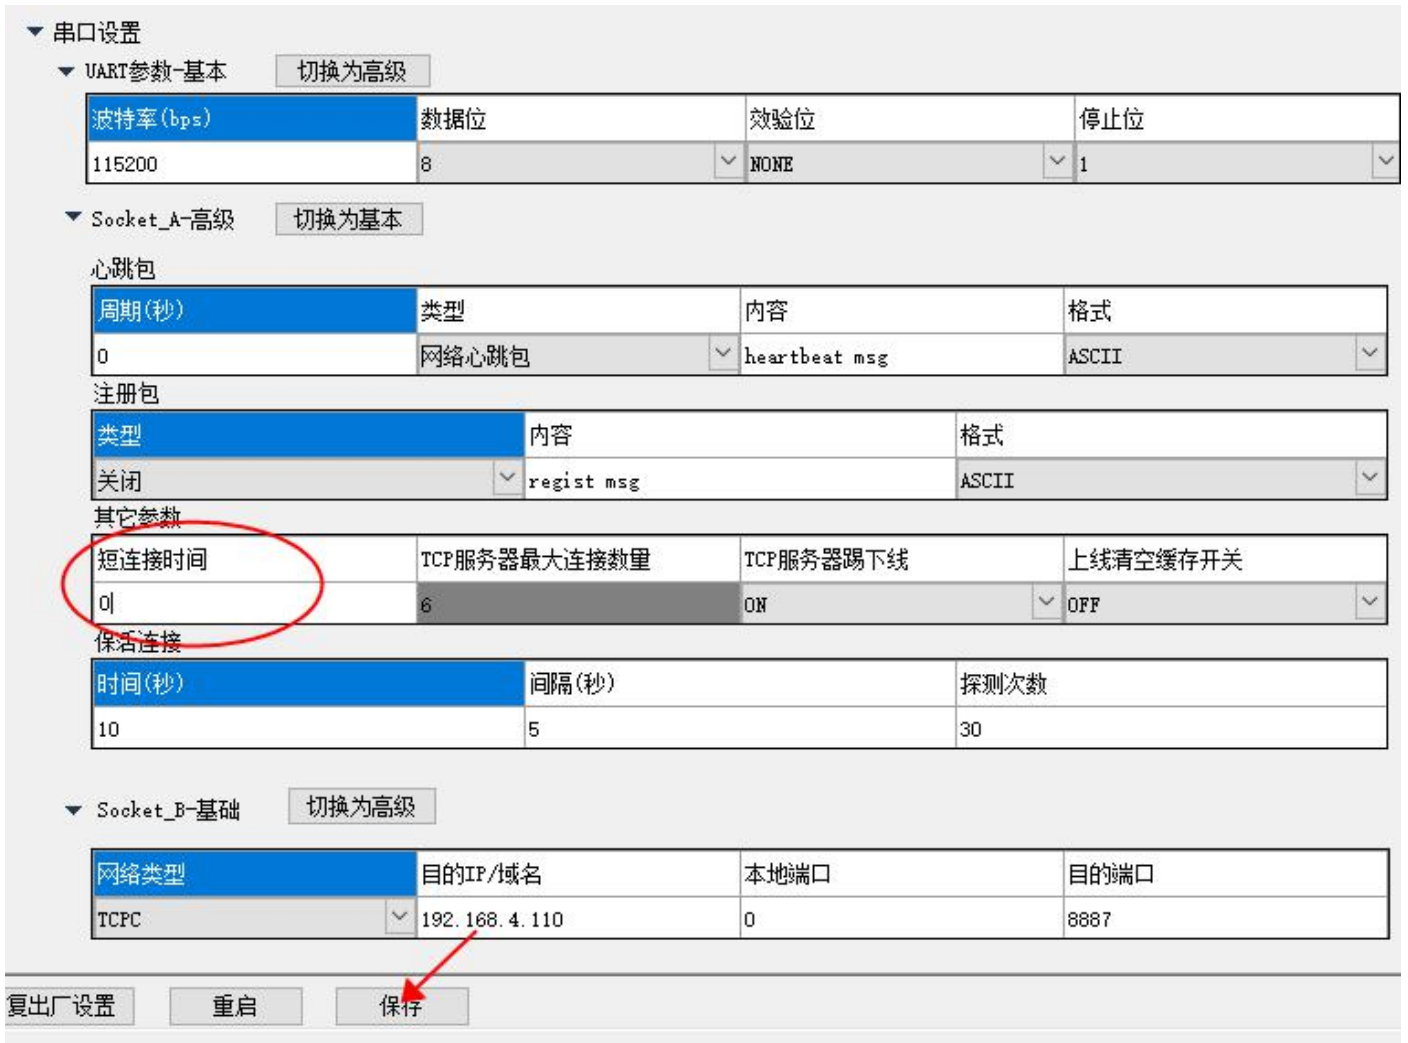 串口设置
UART参数-基本 切换为高级
波特率(bps) 数据位 效验位 停止位
115200 8 NONE 1
Socket_A-高级 切换为基本
心跳包
周期(秒) 类型 内容 格式
0 网络心跳包 heartbeat msg ASCII
注册包
类型 内容 格式
关闭 regist msg ASCII
其它参数
短连接时间 TCP服务器最大连接数量 TCP服务器踢下线 上线清空缓存开关
0 6 ON OFF
保活连接
时间(秒) 间隔(秒) 探测次数
10 5 30
Socket_B-基础 切换为高级
网络类型 目的IP/域名 本地端口 目的端口
TCPC 192.168.4.110 0 8887
复出厂设置 重启 保存